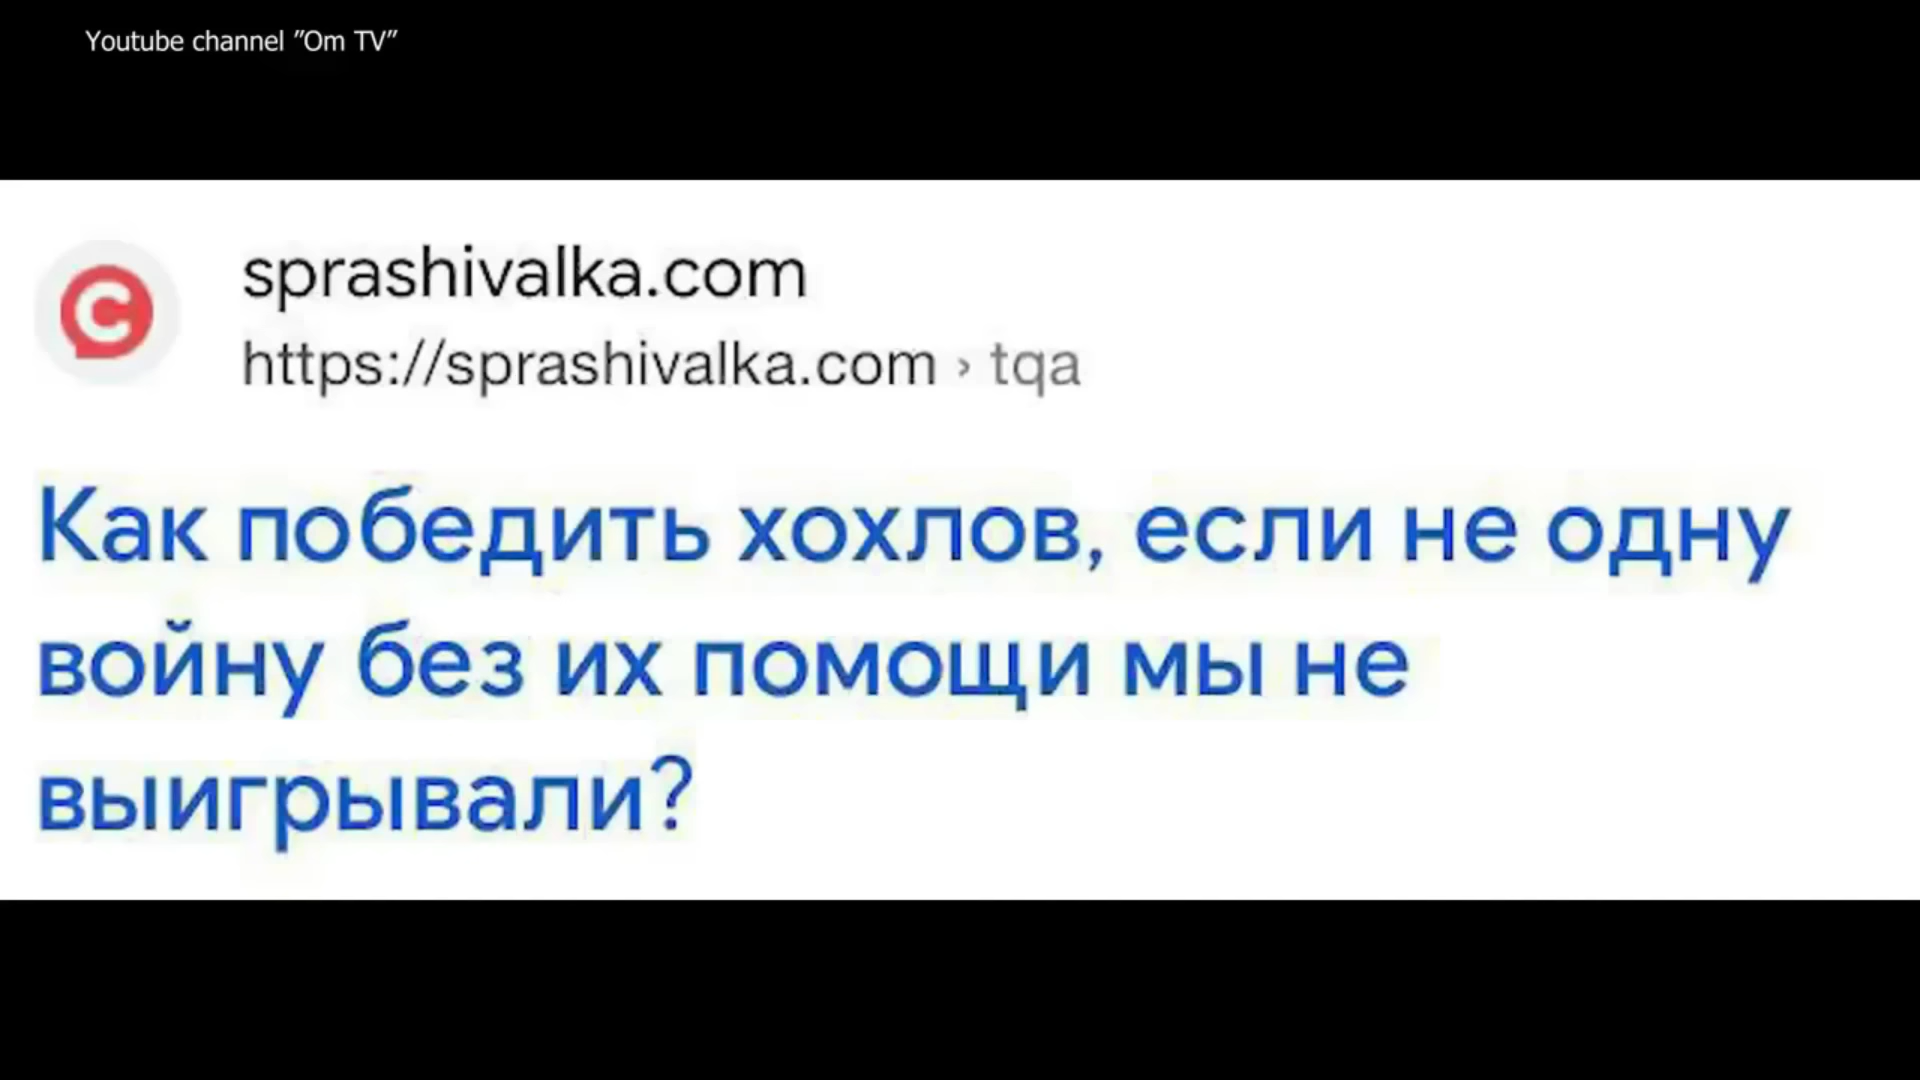 Youtube channel "Om TV"
sprashivalka.com
https://sprashivalka.com › tqa
Как победить хохлов, если не одну
войну без их помощи мы не
выигрывали?